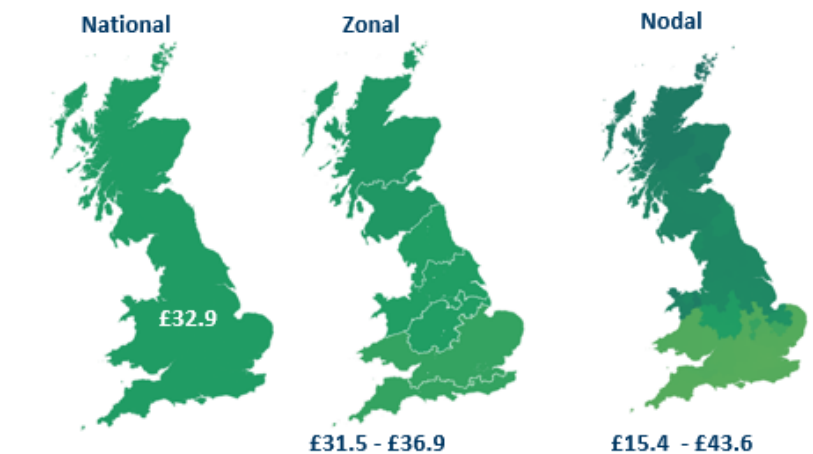 National
Zonal
Nodal
£32.9
£31.5 - £36.9
£15.4 - £43.6